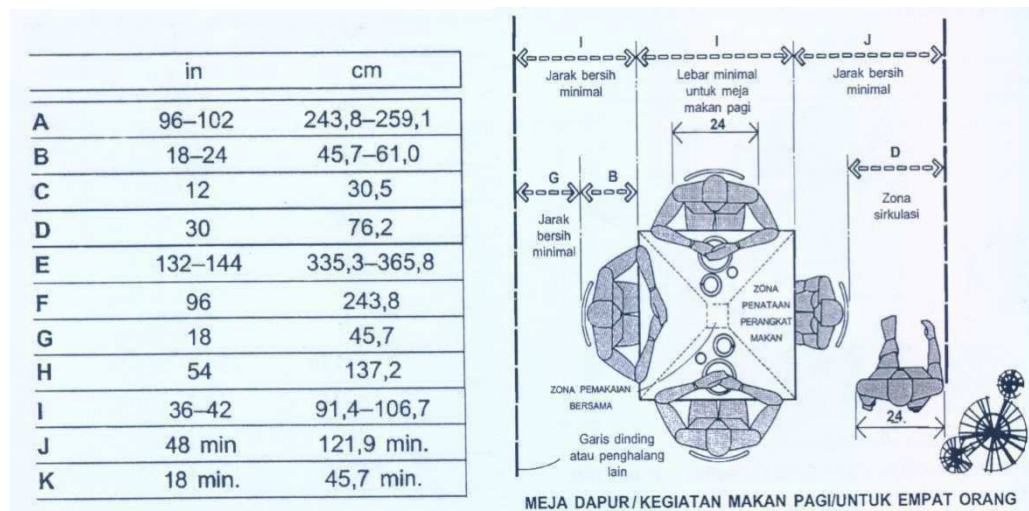 in cm
A 96–102 243,8–259,1
B 18–24 45,7–61,0
C 12 30,5
D 30 76,2
E 132–144 335,3–365,8
F 96 243,8
G 18 45,7
H 54 137,2
I 36–42 91,4–106,7
J 48 min 121,9 min.
K 18 min. 45,7 min.
I
Jarak bersih
minimal
I
Lebar minimal
untuk meja
makan pagi
24
J
Jarak bersih
minimal
G
Jarak
bersih
minimal
B
D
Zona
sirkulasi
ZONA
PENATAAN
PERANGKAT
MAKAN
ZONA PEMAKAIAN
BERSAMA
24
Garis dinding
atau penghalang
lain
MEJA DAPUR/KEGIATAN MAKAN PAGI/UNTUK EMPAT ORANG